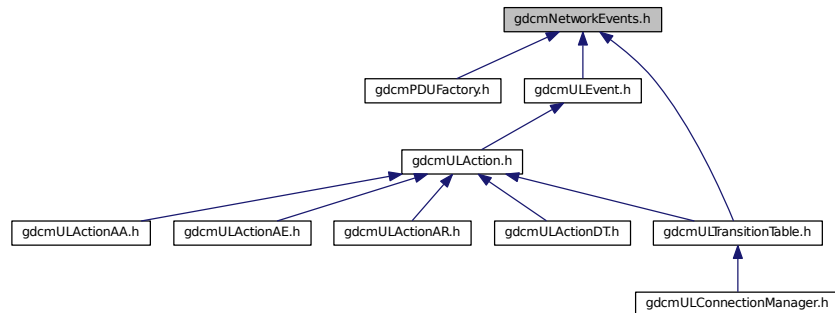 gdcmNetworkEvents.h
gdcmPDUFactory.h
gdcmULEvent.h
gdcmULAction.h
gdcmULActionAA.h
gdcmULActionAE.h
gdcmULActionAR.h
gdcmULActionDT.h
gdcmULTransitionTable.h
gdcmULConnectionManager.h